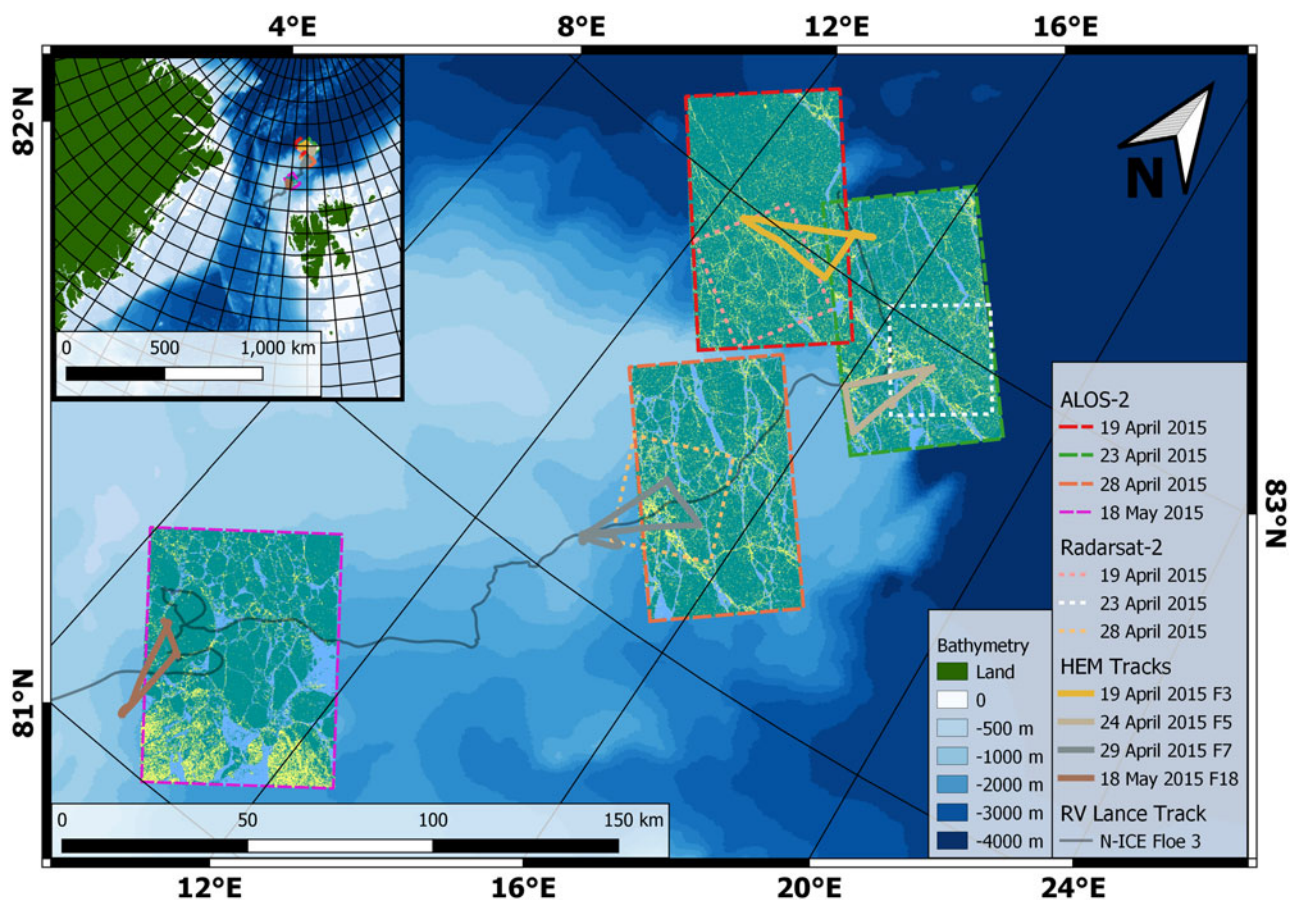 4°E 8°E 12°E 16°E
82°N
N
0 500 1,000 km
ALOS-2
19 April 2015
23 April 2015
28 April 2015
18 May 2015
Radarsat-2
19 April 2015
23 April 2015
28 April 2015
HEM Tracks
19 April 2015 F3
24 April 2015 F5
29 April 2015 F7
18 May 2015 F18
RV Lance Track
N-ICE Floe 3
83°N
Bathymetry
Land
0
-500 m
-1000 m
-2000 m
-3000 m
-4000 m
81°N
0 50 100 150 km
12°E 16°E 20°E 24°E